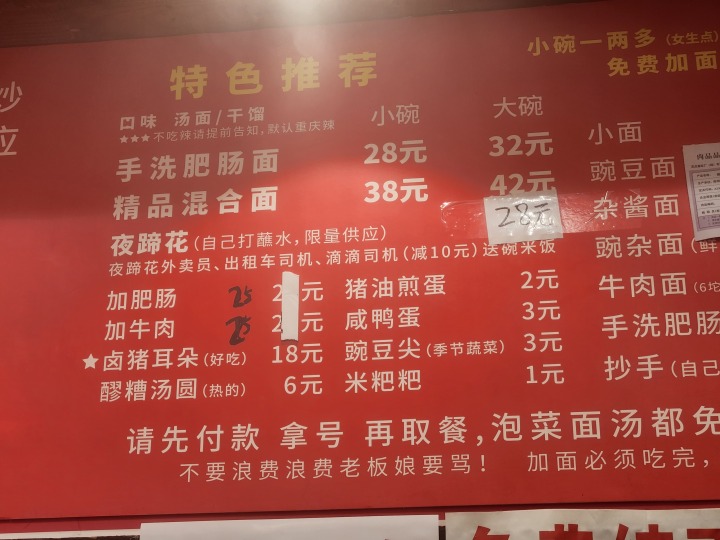 特色推荐
小碗一两多(女生点)
免费加面
口味 汤面/干馏
★★★不吃辣请提前告知,默认重庆辣
小碗 大碗
手洗肥肠面 28元 32元
精品混合面 38元 42元
夜蹄花(自己打蘸水,限量供应) 28元
夜蹄花外卖员、出租车司机、滴滴司机(减10元)送碗米饭
加肥肠 25 2 元
加牛肉 25 2 元
★卤猪耳朵(好吃) 18元
醪糟汤圆(热的) 6元
猪油煎蛋 2元
咸鸭蛋 3元
豌豆尖(季节蔬菜) 3元
米粑粑 1元
小面
豌豆面
杂酱面
豌杂面(鲜
牛肉面(6坨
手洗肥肠
抄手(自己
请先付款 拿号 再取餐,泡菜面汤都免
不要浪费浪费老板娘要骂! 加面必须吃完,